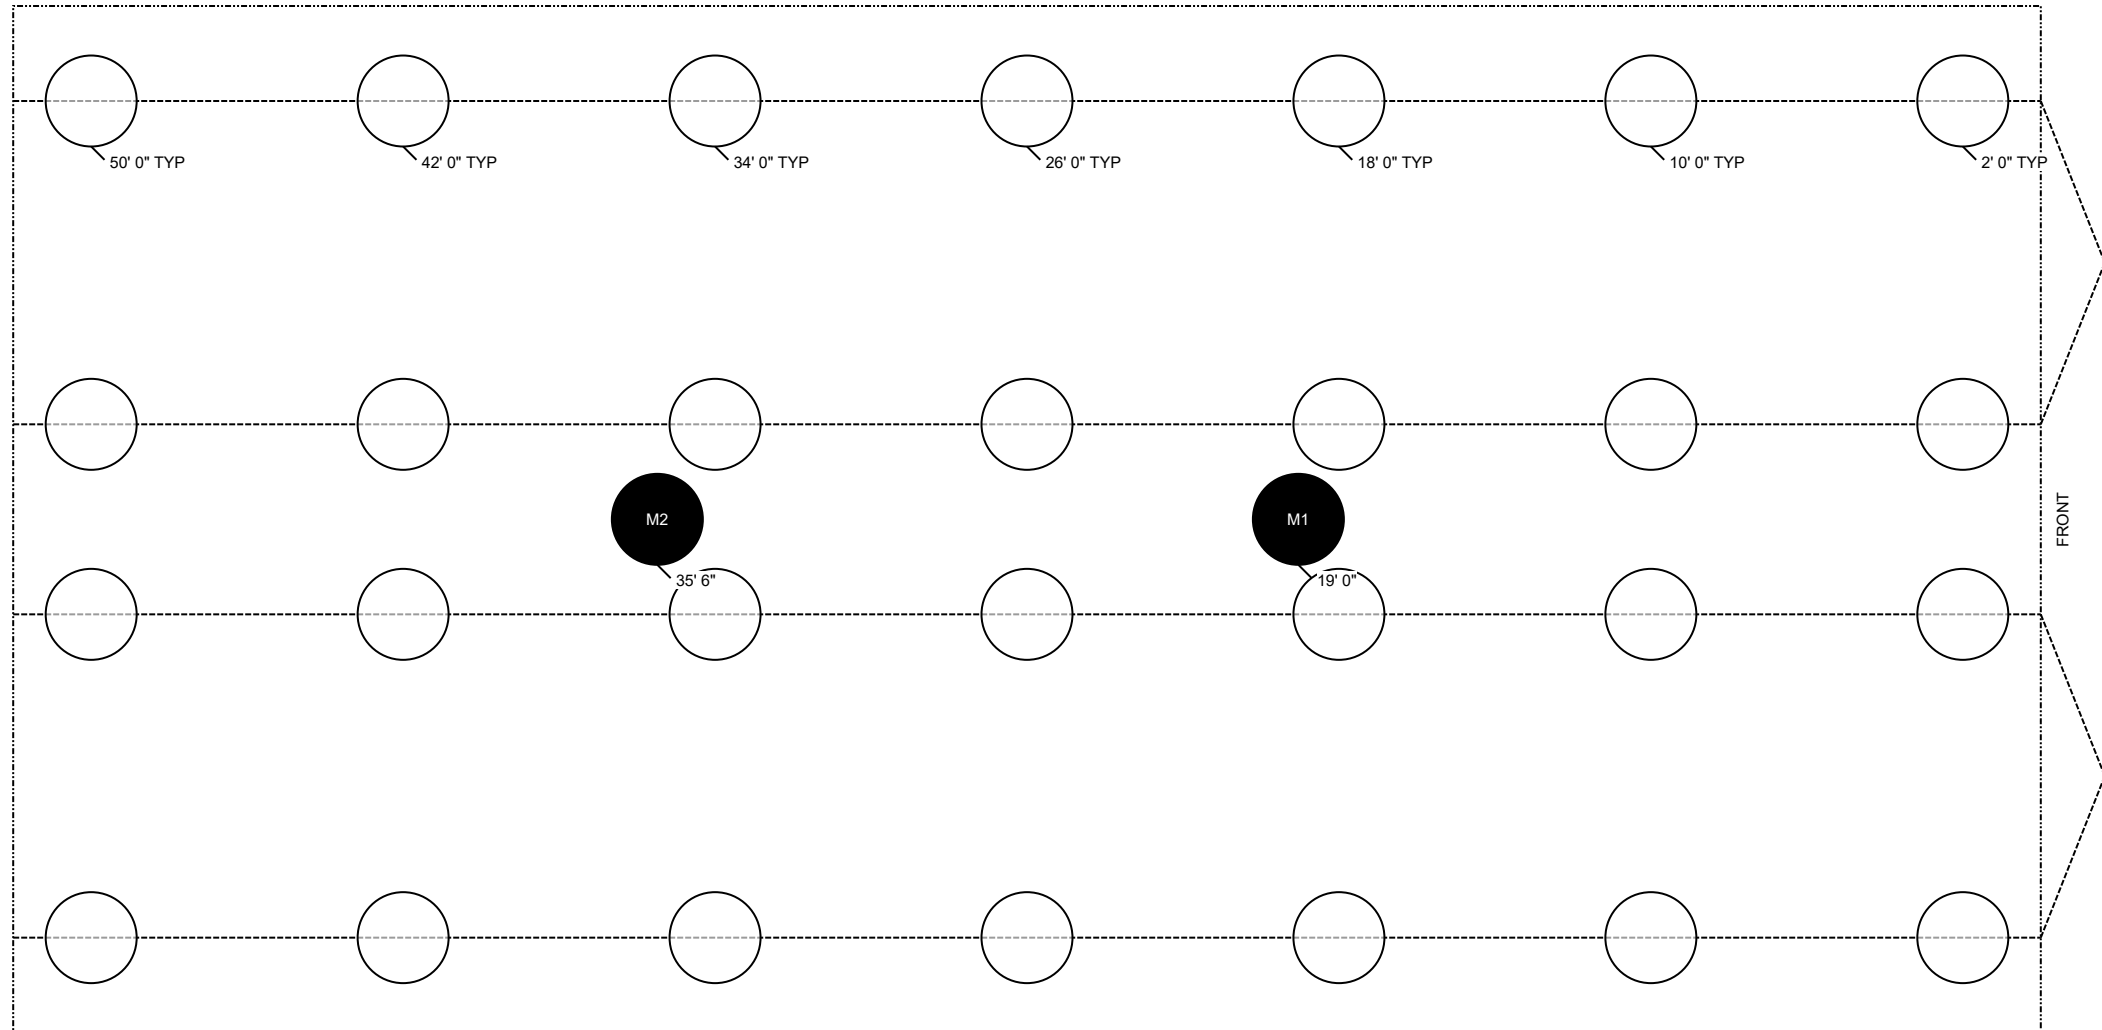 50' 0" TYP
42' 0" TYP
34' 0" TYP
26' 0" TYP
18' 0" TYP
10' 0" TYP
2' 0" TYP
M2
M1
FRONT
35' 6"
19' 0"